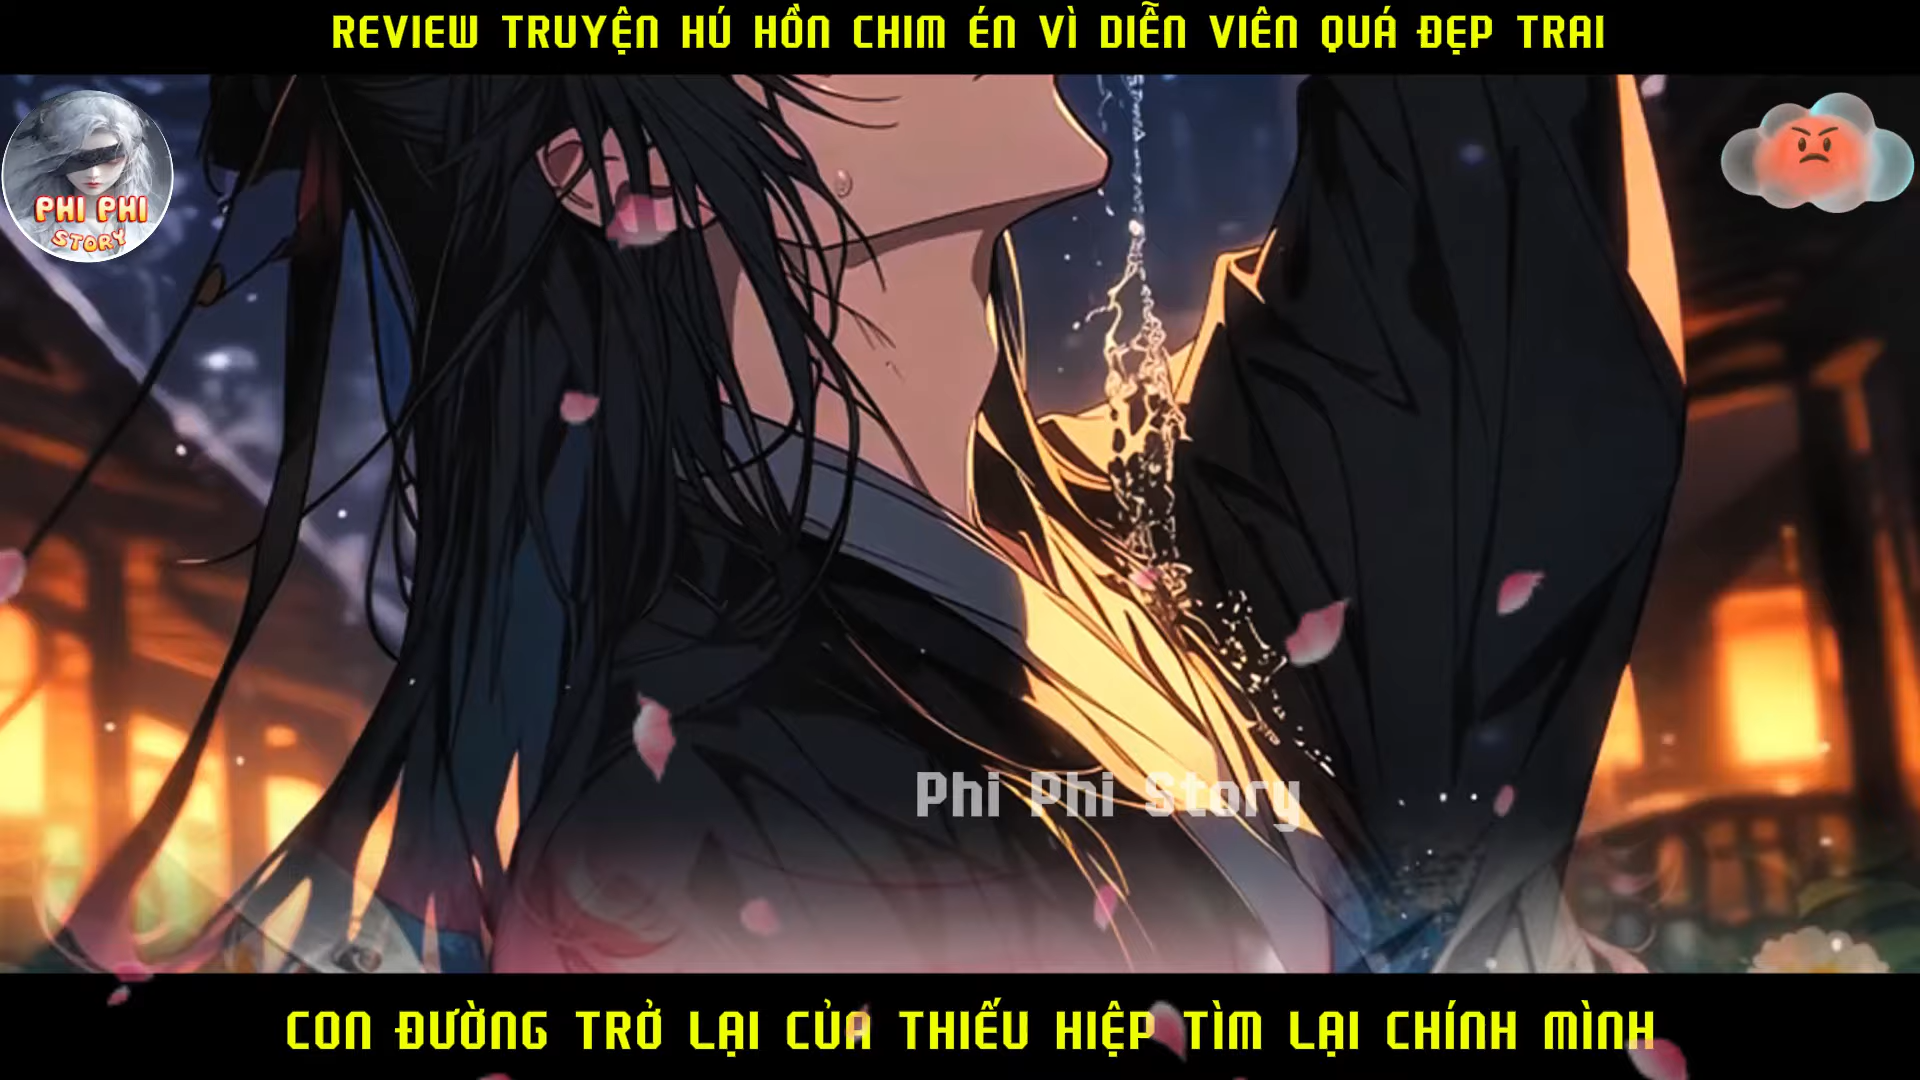 REVIEW TRUYỆN HÚ HỒN CHIM ÉN VÌ DIỄN VIÊN QUÁ ĐẸP TRAI
PHI PHI
STORY
Phi Phi Story
CON ĐƯỜNG TRỞ LẠI CỦA THIẾU HIỆP TÌM LẠI CHÍNH MÌNH